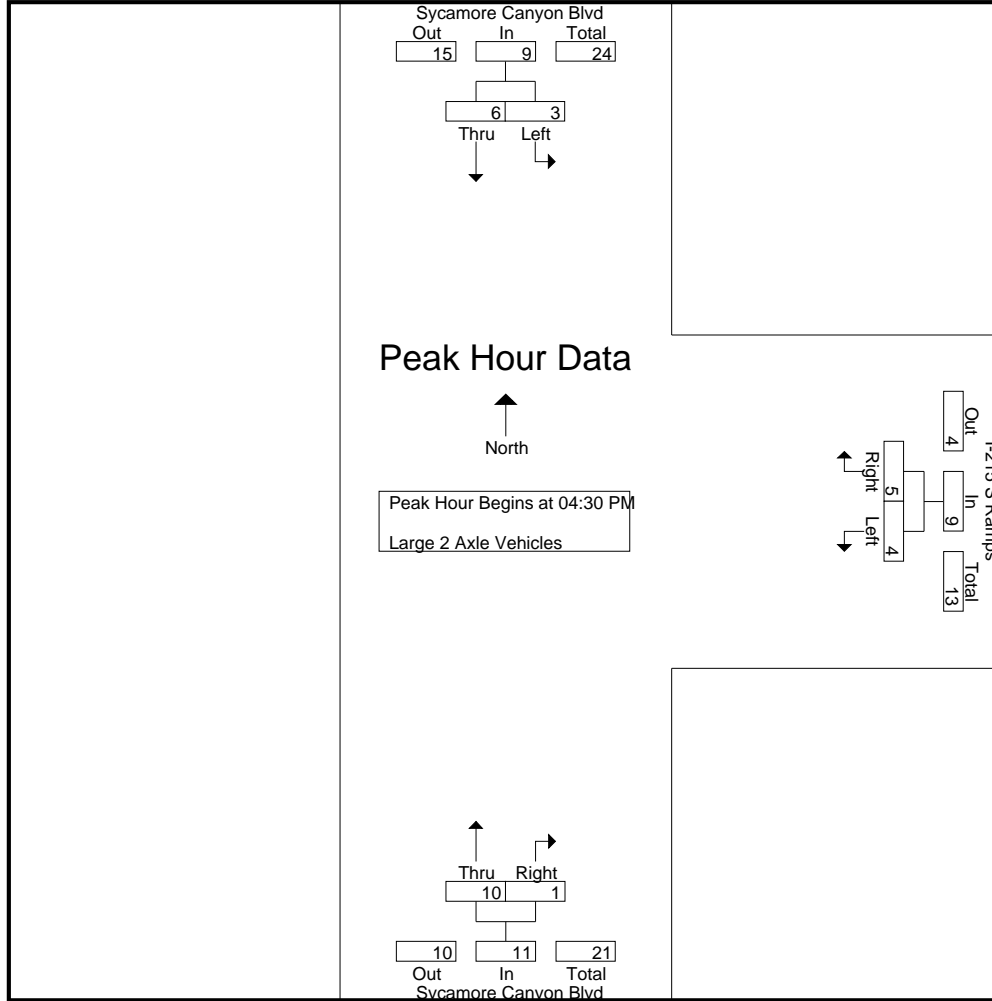 Sycamore Canyon Blvd
Out In Total
15 9 24
6 3
Thru Left
Peak Hour Data
North
Peak Hour Begins at 04:30 PM
Large 2 Axle Vehicles
S Ramps
Out In Total
4 9 13
5 4
Right Left
Thru Right
10 1
10 11 21
Out In Total
Sycamore Canyon Blvd